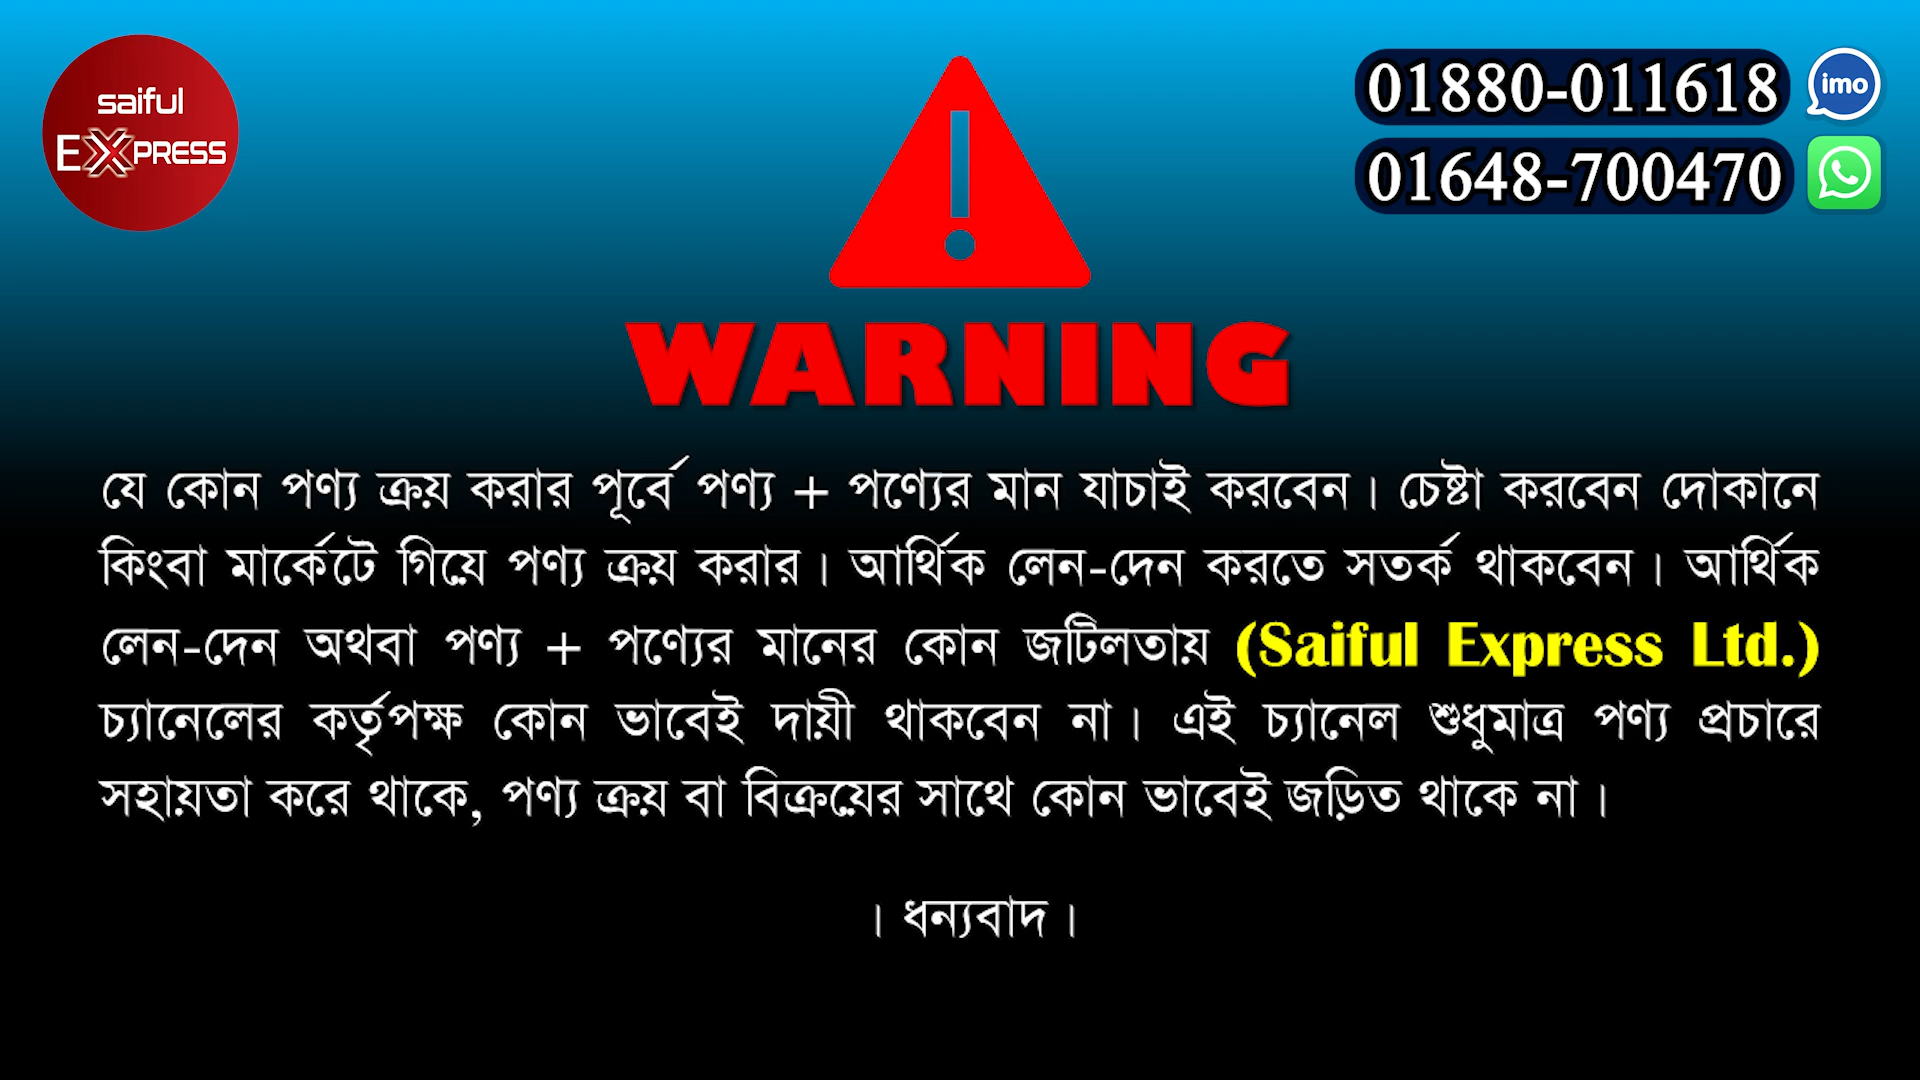 saiful
EXPRESS
01880-011618
imo
01648-700470
WARNING
যে কোন পণ্য ক্রয় করার পূর্বে পণ্য + পণ্যের মান যাচাই করবেন। চেষ্টা করবেন দোকানে
কিংবা মার্কেটে গিয়ে পণ্য ক্রয় করার। আর্থিক লেন-দেন করতে সতর্ক থাকবেন। আর্থিক
লেন-দেন অথবা পণ্য + পণ্যের মানের কোন জটিলতায় (Saiful Express Ltd.)
চ্যানেলের কর্তৃপক্ষ কোন ভাবেই দায়ী থাকবেন না। এই চ্যানেল শুধুমাত্র পণ্য প্রচারে
সহায়তা করে থাকে, পণ্য ক্রয় বা বিক্রয়ের সাথে কোন ভাবেই জড়িত থাকে না।
। ধন্যবাদ।